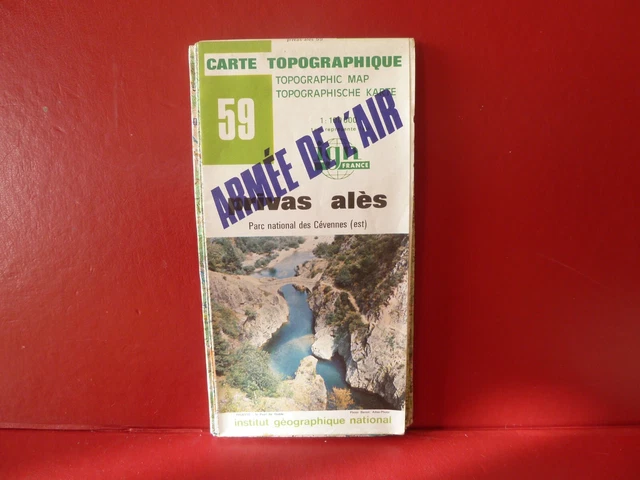 CARTE TOPOGRAPHIQUE
TOPOGRAPHIC MAP
TOPOGRAPHISCHE KARTE
59
ARMÉE DE L'AIR
ign
FRANCE
privas alès
Parc national des Cévennes (est)
institut géographique national